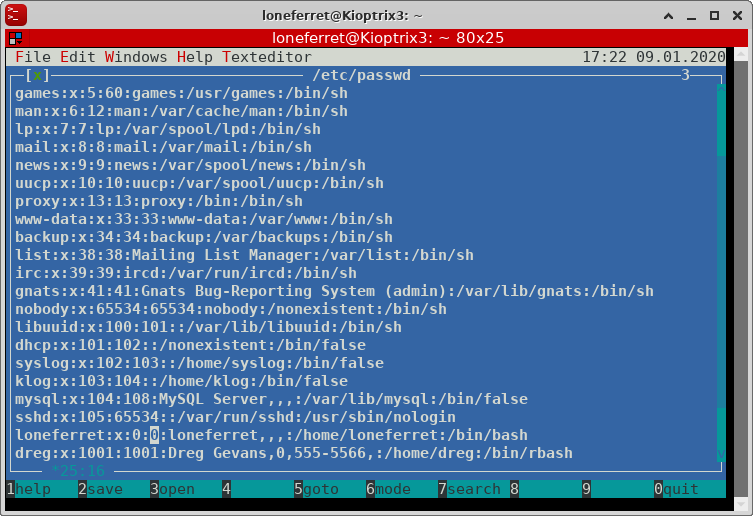 loneferret@Kioptrix3: ~
loneferret@Kioptrix3: ~ 80x25
File Edit Windows Help Texteditor 17:22 09.01.2020
[x] /etc/passwd 3
games:x:5:60:games:/usr/games:/bin/sh
man:x:6:12:man:/var/cache/man:/bin/sh
lp:x:7:7:lp:/var/spool/lpd:/bin/sh
mail:x:8:8:mail:/var/mail:/bin/sh
news:x:9:9:news:/var/spool/news:/bin/sh
uucp:x:10:10:uucp:/var/spool/uucp:/bin/sh
proxy:x:13:13:proxy:/bin:/bin/sh
www-data:x:33:33:www-data:/var/www:/bin/sh
backup:x:34:34:backup:/var/backups:/bin/sh
list:x:38:38:Mailing List Manager:/var/list:/bin/sh
irc:x:39:39:ircd:/var/run/ircd:/bin/sh
gnats:x:41:41:Gnats Bug-Reporting System (admin):/var/lib/gnats:/bin/sh
nobody:x:65534:65534:nobody:/nonexistent:/bin/sh
libuuid:x:100:101::/var/lib/libuuid:/bin/sh
dhcp:x:101:102::/nonexistent:/bin/false
syslog:x:102:103::/home/syslog:/bin/false
klog:x:103:104::/home/klog:/bin/false
mysql:x:104:108:MySQL Server,,,:/var/lib/mysql:/bin/false
sshd:x:105:65534::/var/run/sshd:/usr/sbin/nologin
loneferret:x:0:0:loneferret,,,:/home/loneferret:/bin/bash
dreg:x:1001:1001:Dreg Gevans,0,555-5566,:/home/dreg:/bin/rbash
*25:16
1help 2save 3open 4 5goto 6mode 7search 8 9 0quit